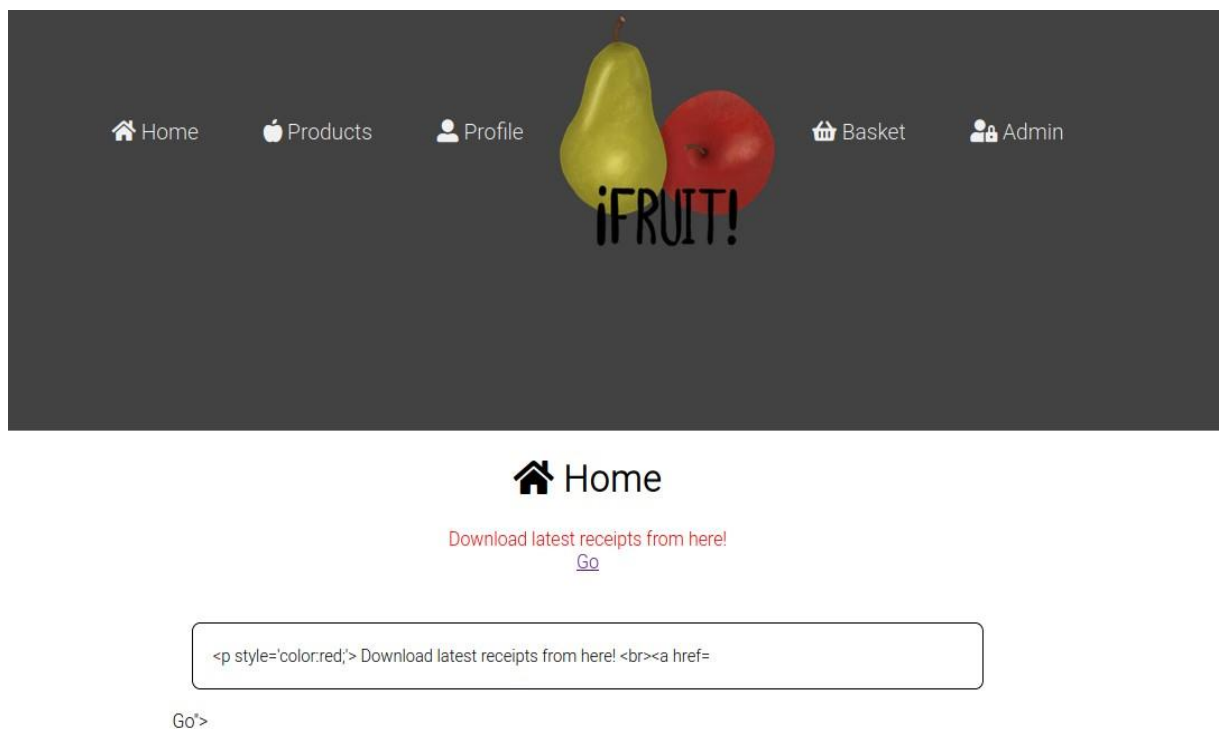 Home Products Profile Basket Admin
iFRUIT!
Home
Download latest receipts from here!
Go
<p style='color:red;'> Download latest receipts from here! <br><a href=
Go">